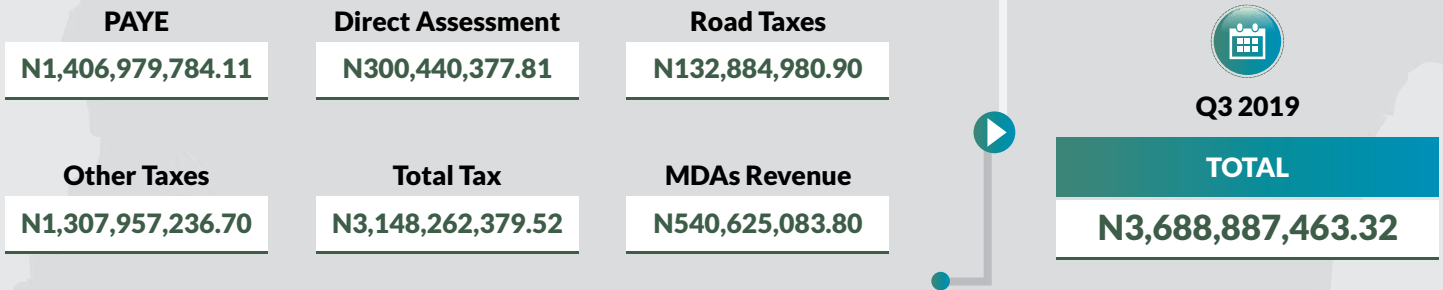 PAYE
N1,406,979,784.11
Direct Assessment
N300,440,377.81
Road Taxes
N132,884,980.90
Other Taxes
N1,307,957,236.70
Total Tax
N3,148,262,379.52
MDAs Revenue
N540,625,083.80
Q3 2019
TOTAL
N3,688,887,463.32